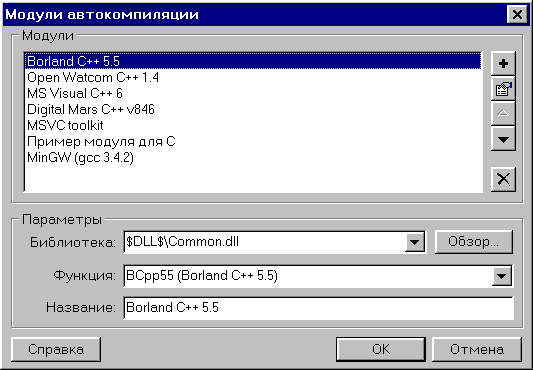 Модули автокомпиляции
Модули
Borland C++ 5.5
Open Watcom C++ 1.4
MS Visual C++ 6
Digital Mars C++ v846
MSVC toolkit
Пример модуля для C
MinGW (gcc 3.4.2)
Параметры
Библиотека: $DLL$\Common.dll Обзор...
Функция: BCpp55 (Borland C++ 5.5)
Название: Borland C++ 5.5
Справка OK Отмена